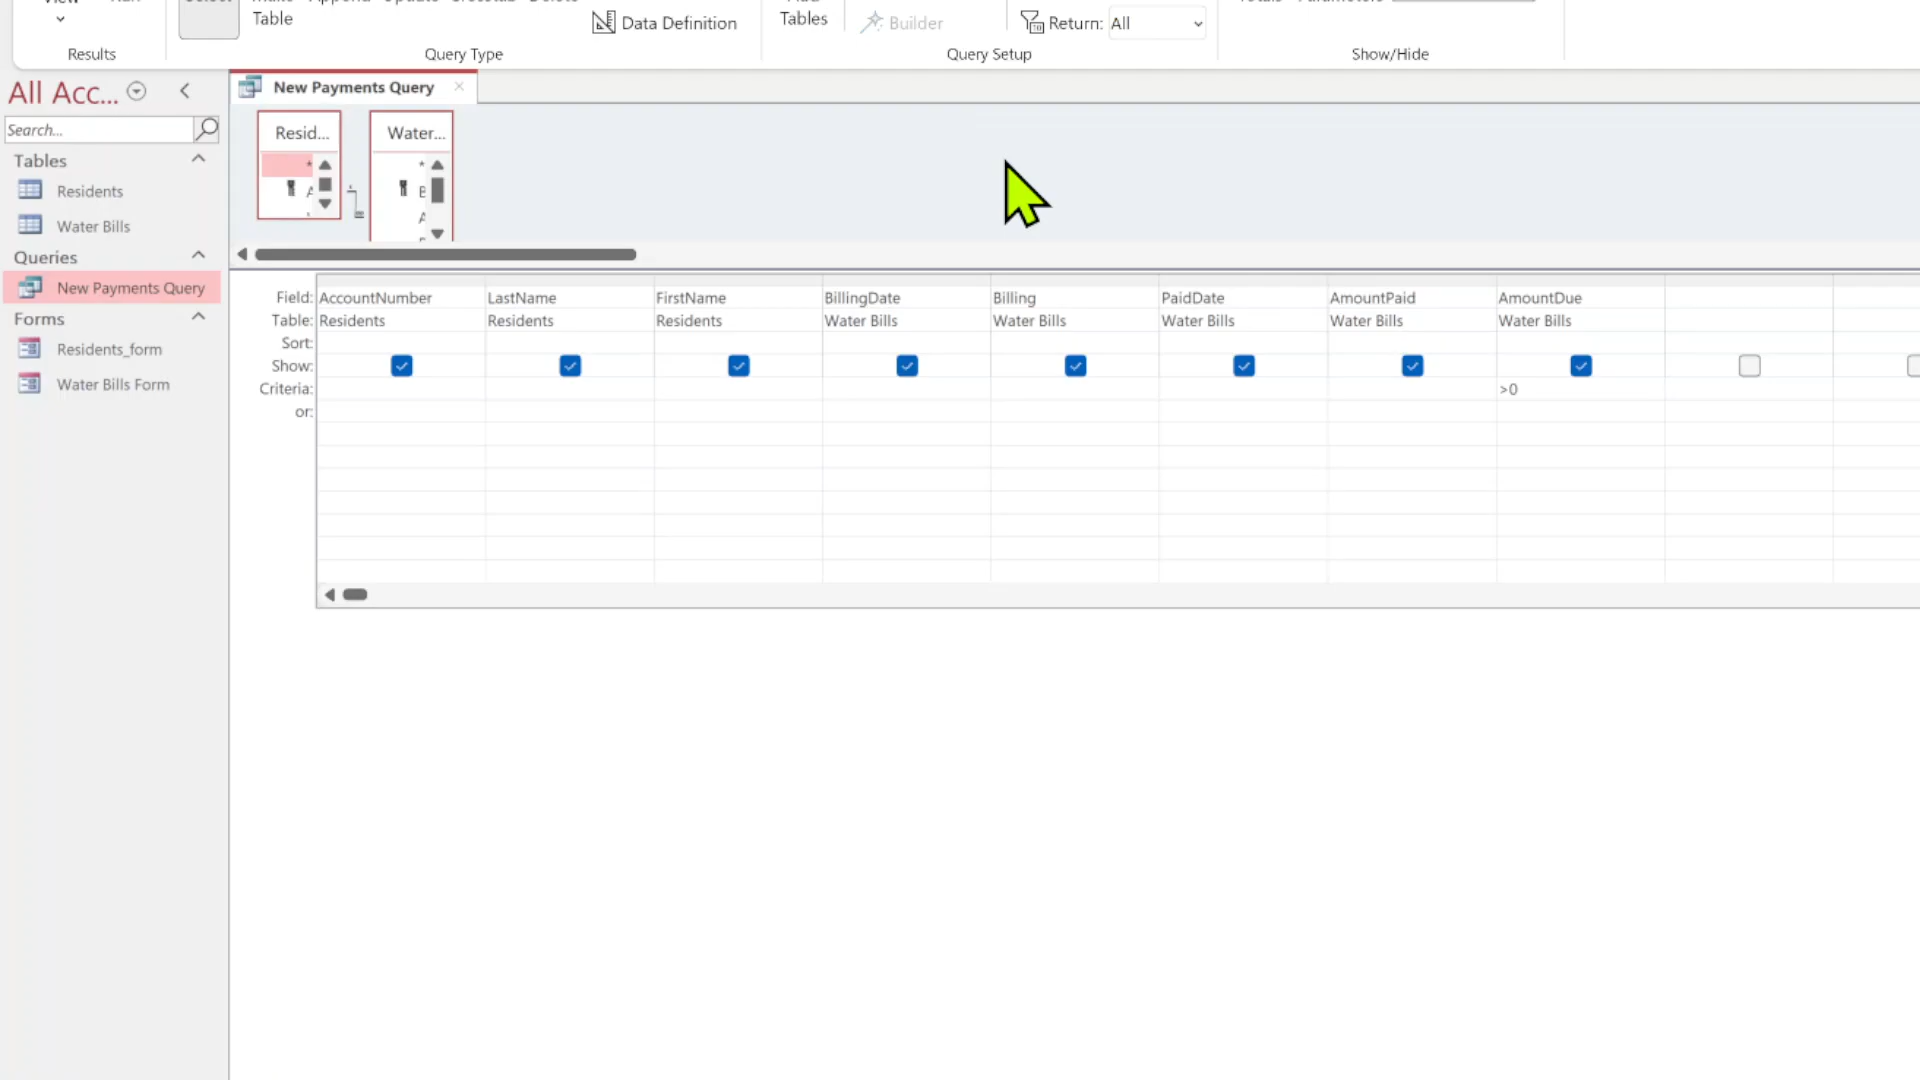 Table
Data Definition
Tables
Builder
Return: All
Results
Query Type
Query Setup
Show/Hide
All Acc...
New Payments Query
Search...
Resid...
Water...
*
*
Tables
Residents
Water Bills
Queries
New Payments Query
Forms
Residents_form
Water Bills Form
Field: AccountNumber LastName FirstName BillingDate Billing PaidDate AmountPaid AmountDue
Table: Residents Residents Residents Water Bills Water Bills Water Bills Water Bills Water Bills
Sort:
Show:
Criteria: >0
or: